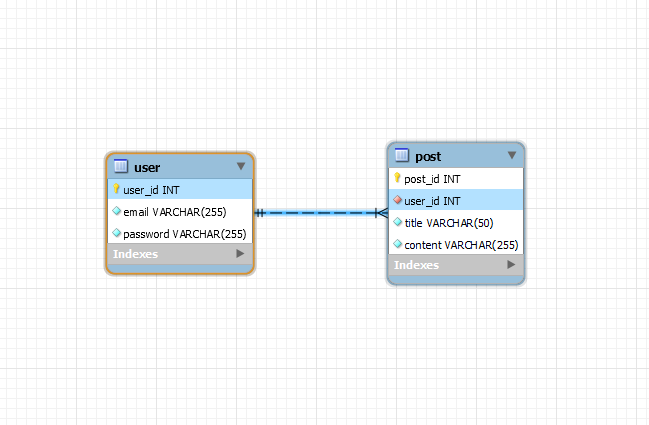 user
user_id INT
email VARCHAR(255)
password VARCHAR(255)
Indexes
post
post_id INT
user_id INT
title VARCHAR(50)
content VARCHAR(255)
Indexes